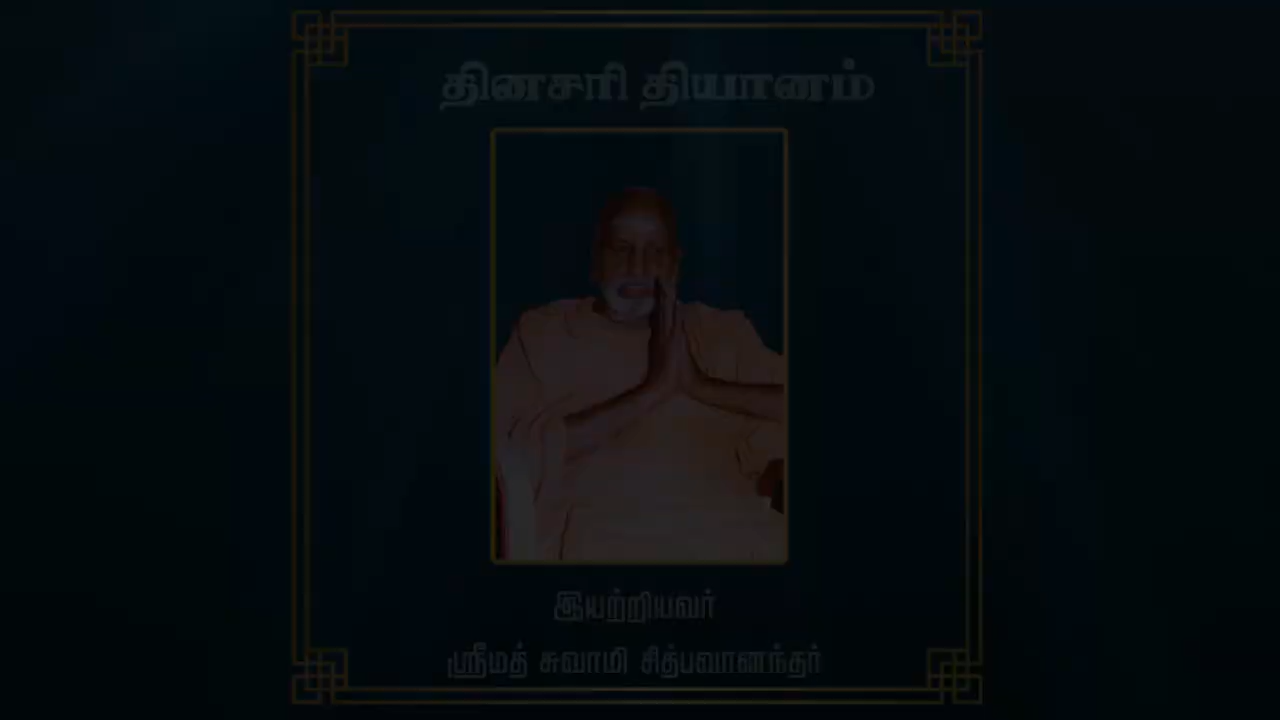 தினசரி தியானம்
இயற்றியவர்
ஸ்ரீமத் சுவாமி சித்பவானந்தர்